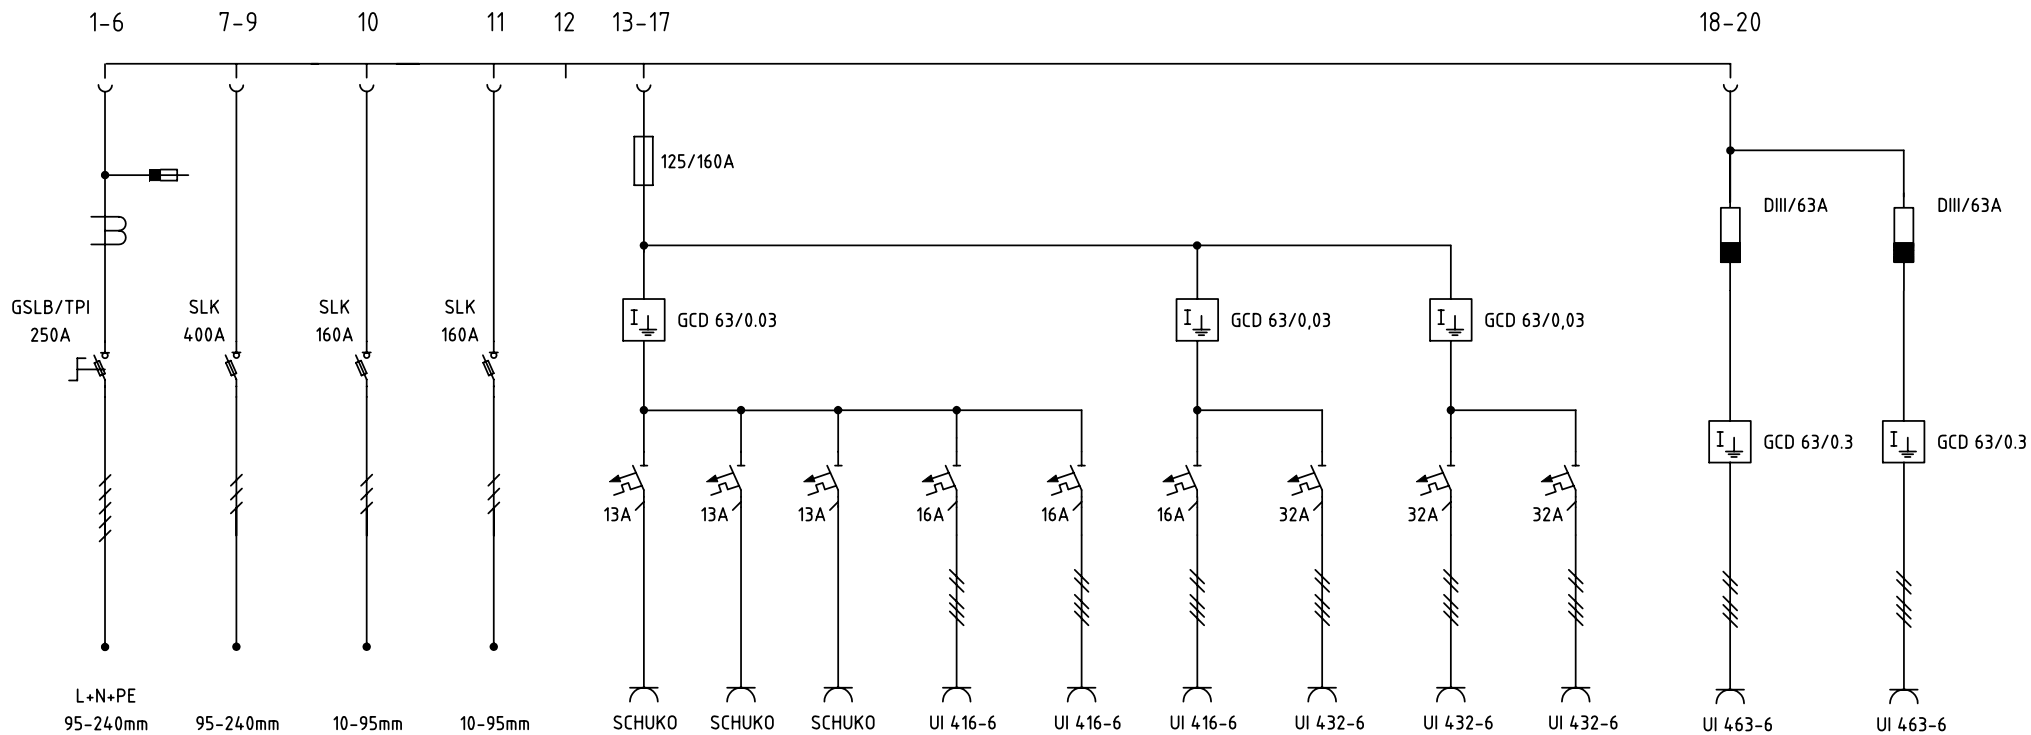 1-6 7-9 10 11 12 13-17 18-20
125/160A
DIII/63A DIII/63A
GSLB/TPI SLK SLK SLK
250A 400A 160A 160A
I GCD 63/0.03 I GCD 63/0,03 I GCD 63/0,03
I GCD 63/0.3 I GCD 63/0.3
13A 13A 13A 16A 16A 16A 32A 32A 32A
L+N+PE
95-240mm 95-240mm 10-95mm 10-95mm SCHUKO SCHUKO SCHUKO UI 416-6 UI 416-6 UI 416-6 UI 432-6 UI 432-6 UI 432-6 UI 463-6 UI 463-6